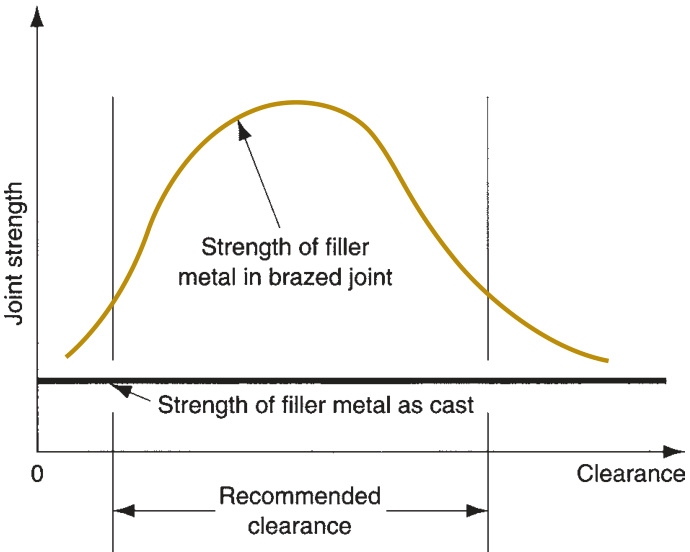 Joint strength
Strength of filler
metal in brazed joint
Strength of filler metal as cast
0
Clearance
Recommended
clearance